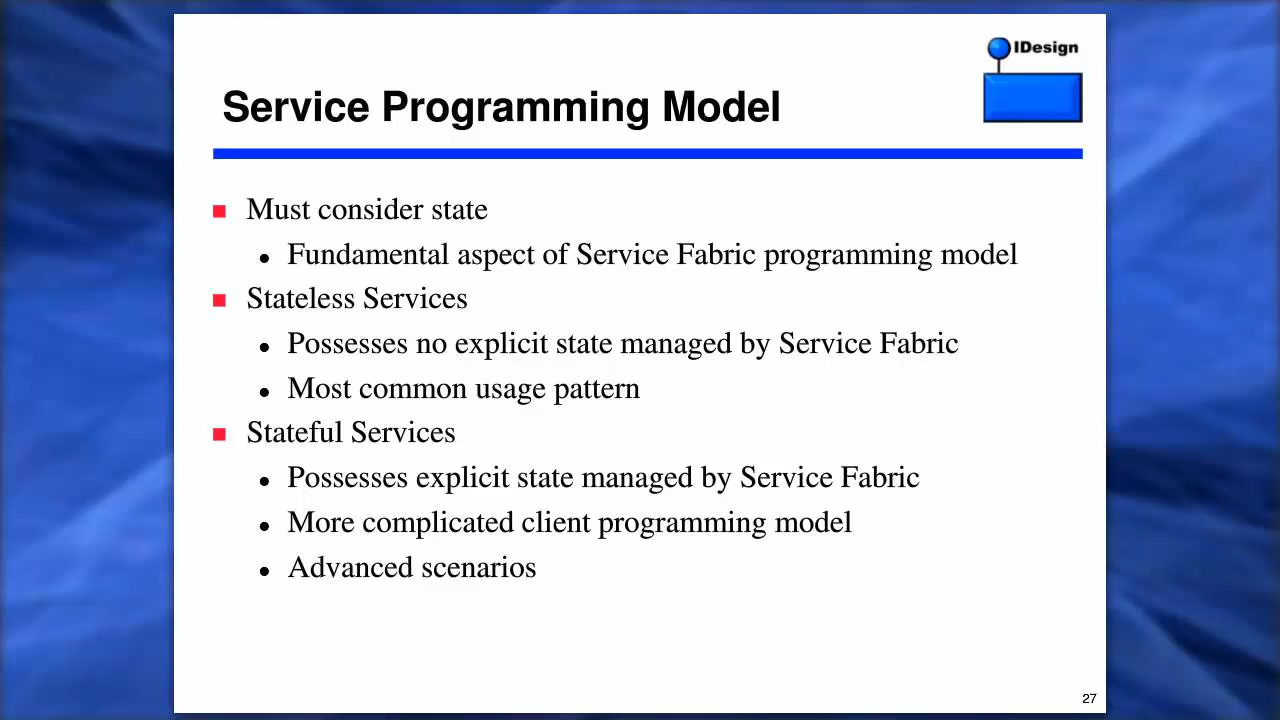 IDesign
Service Programming Model
Must consider state
Fundamental aspect of Service Fabric programming model
Stateless Services
Possesses no explicit state managed by Service Fabric
Most common usage pattern
Stateful Services
Possesses explicit state managed by Service Fabric
More complicated client programming model
Advanced scenarios
27